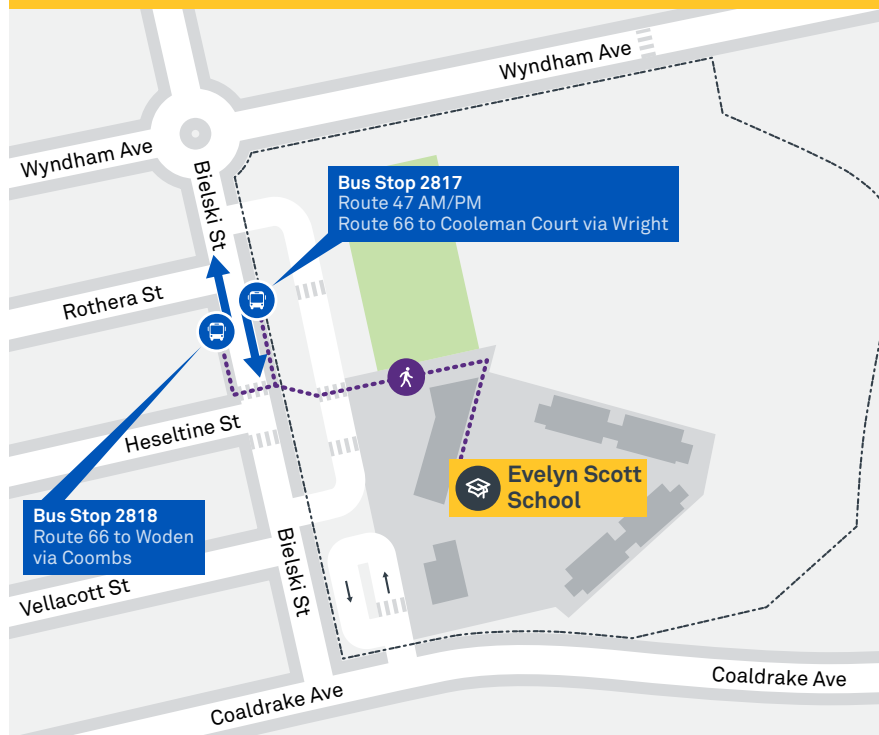 Wyndham Ave
Wyndham Ave
Bielski St
Bus Stop 2817
Route 47 AM/PM
Route 66 to Cooleman Court via Wright
Rothera St
Heseltine St
Evelyn Scott
School
Bus Stop 2818
Route 66 to Woden
via Coombs
Bielski St
Vellacott St
Coaldrake Ave
Coaldrake Ave